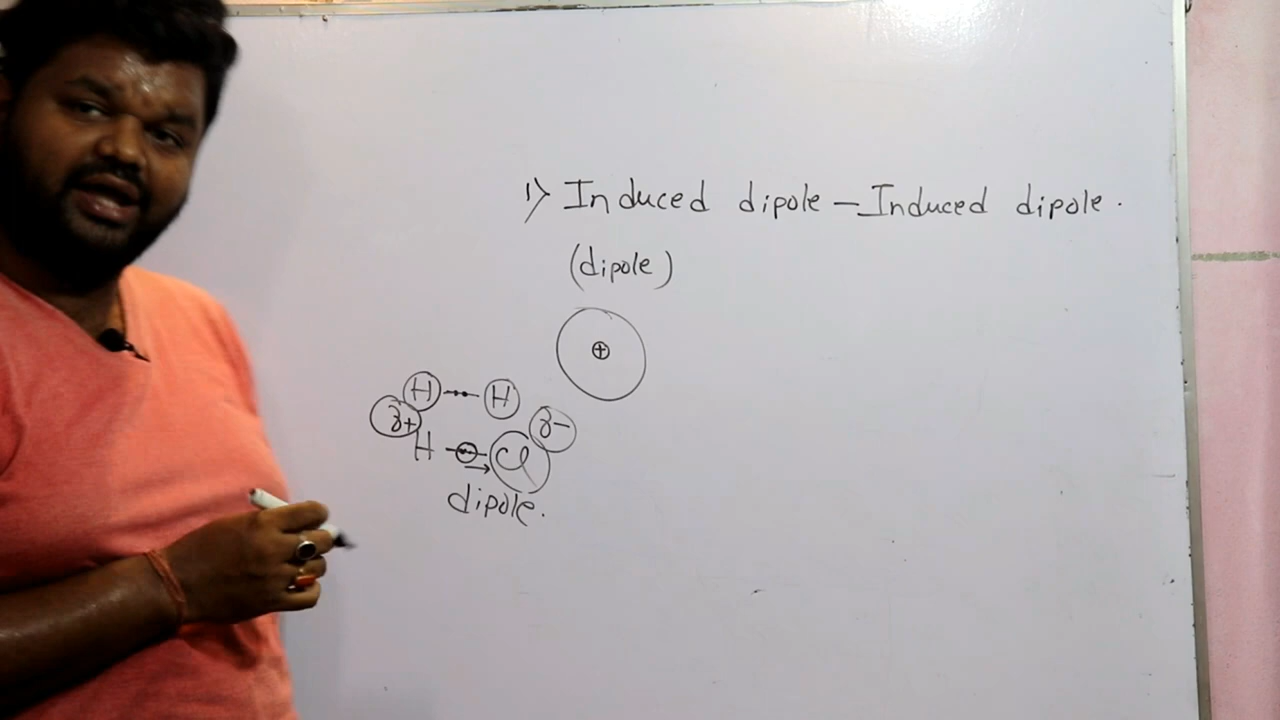 1) Induced dipole – Induced dipole.
(dipole)
⊕
H — H
δ+ δ-
H — Cl
→
dipole.